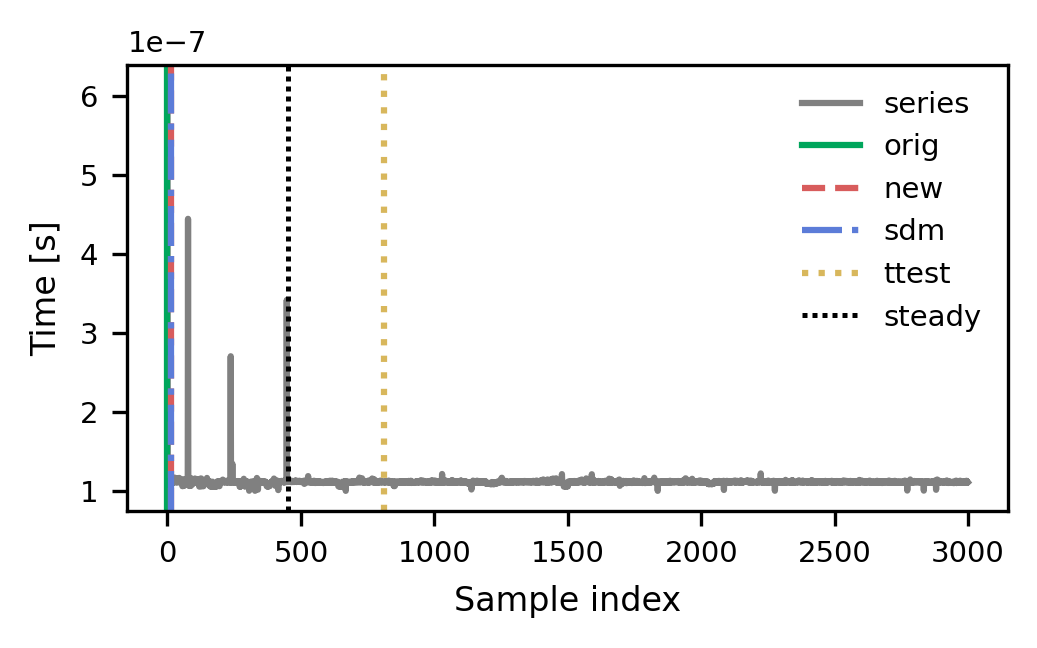 1e−7
6
5
4
3
2
1
Time [s]
0 500 1000 1500 2000 2500 3000
Sample index
series
orig
new
sdm
ttest
steady